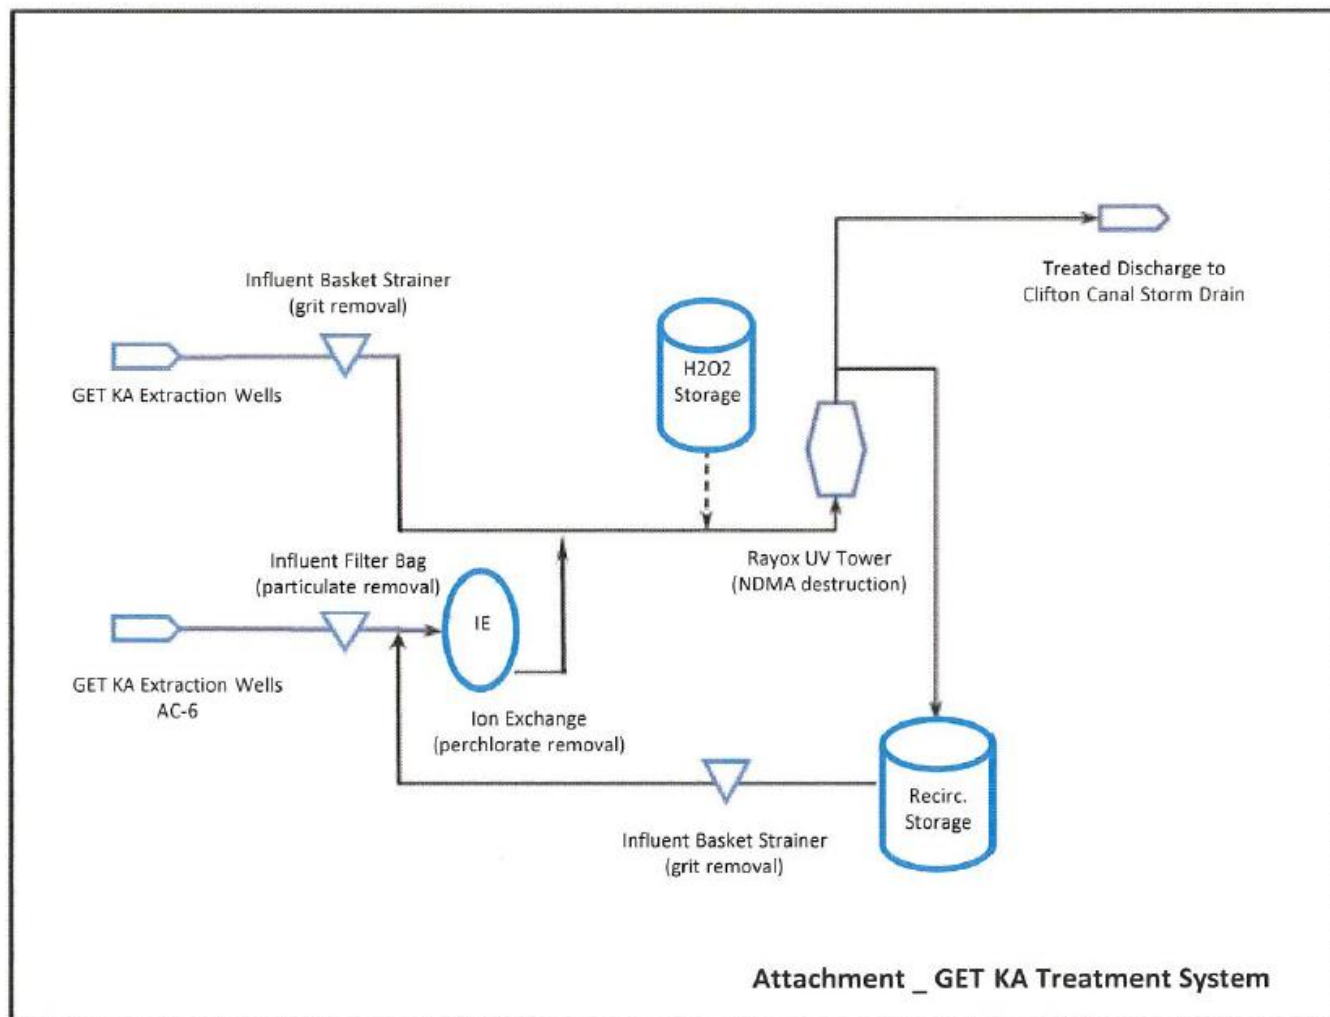 Influent Basket Strainer
(grit removal)
GET KA Extraction Wells
H2O2
Storage
Treated Discharge to
Clifton Canal Storm Drain
Influent Filter Bag
(particulate removal)
IE
GET KA Extraction Wells
AC-6
Ion Exchange
(perchlorate removal)
Rayox UV Tower
(NDMA destruction)
Recirc.
Storage
Influent Basket Strainer
(grit removal)
Attachment _ GET KA Treatment System